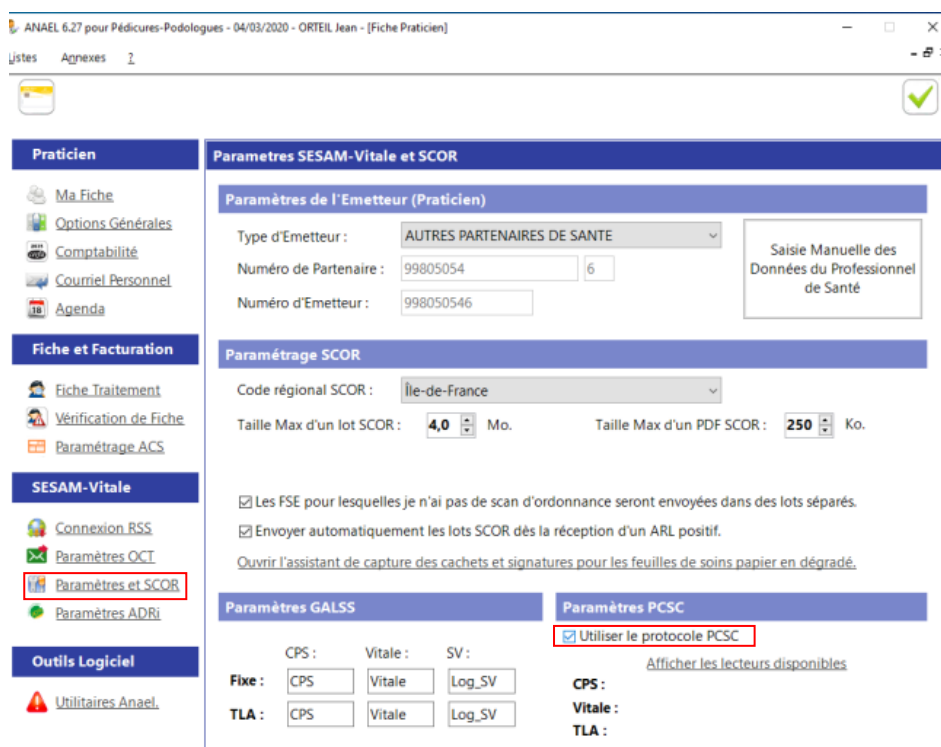 ANAEL 6.27 pour Pédicures-Podologues - 04/03/2020 - ORTEIL Jean - [Fiche Praticien]
Listes Annexes ?
Praticien
Ma Fiche
Options Générales
Comptabilité
Courriel Personnel
18 Agenda
Fiche et Facturation
Fiche Traitement
Vérification de Fiche
Paramétrage ACS
SESAM-Vitale
Connexion RSS
Paramètres OCT
Paramètres et SCOR
Paramètres ADRi
Outils Logiciel
Utilitaires Anael.
Parametres SESAM-Vitale et SCOR
Paramètres de l'Emetteur (Praticien)
Type d'Emetteur : AUTRES PARTENAIRES DE SANTE
Numéro de Partenaire : 99805054 6
Numéro d'Emetteur : 998050546
Saisie Manuelle des
Données du Professionnel
de Santé
Paramétrage SCOR
Code régional SCOR : Île-de-France
Taille Max d'un lot SCOR : 4,0 Mo. Taille Max d'un PDF SCOR : 250 Ko.
Les FSE pour lesquelles je n'ai pas de scan d'ordonnance seront envoyées dans des lots séparés.
Envoyer automatiquement les lots SCOR dès la réception d'un ARL positif.
Ouvrir l'assistant de capture des cachets et signatures pour les feuilles de soins papier en dégradé.
Paramètres GALSS
CPS : Vitale : SV :
Fixe : CPS Vitale Log_SV
TLA : CPS Vitale Log_SV
Paramètres PCSC
Utiliser le protocole PCSC
Afficher les lecteurs disponibles
CPS :
Vitale :
TLA :